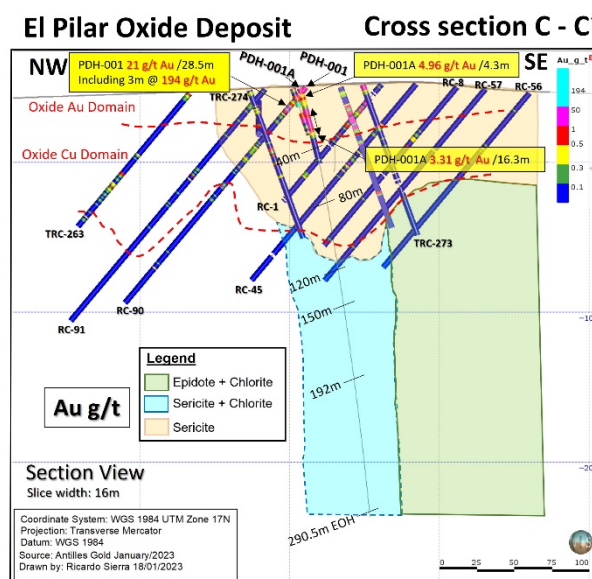 El Pilar Oxide Deposit
Cross section C - C'
NW
SE
PDH-001 21 g/t Au /28.5m
Including 3m @ 194 g/t Au
PDH-001A
PDH-001
PDH-001A 4.96 g/t Au /4.3m
TRC-274
RC-8
RC-57
RC-56
Au_g_t
194
50
1
0.5
0.3
0.1
Oxide Au Domain
Oxide Cu Domain
PDH-001A 3.31 g/t Au /16.3m
40m
80m
RC-1
TRC-263
TRC-273
RC-45
RC-90
RC-91
120m
150m
192m
290.5m EOH
Legend
Epidote + Chlorite
Sericite + Chlorite
Sericite
Au g/t
Section View
Slice width: 16m
Coordinate System: WGS 1984 UTM Zone 17N
Projection: Transverse Mercator
Datum: WGS 1984
Source: Antilles Gold January/2023
Drawn by: Ricardo Sierra 18/01/2023
0 25 50 75 100